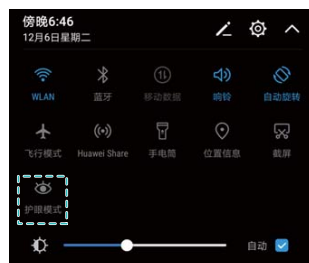 傍晚6:46
12月6日星期二
WLAN 蓝牙 移动数据 响铃 自动旋转
飞行模式 Huawei Share 手电筒 位置信息 截屏
护眼模式
自动